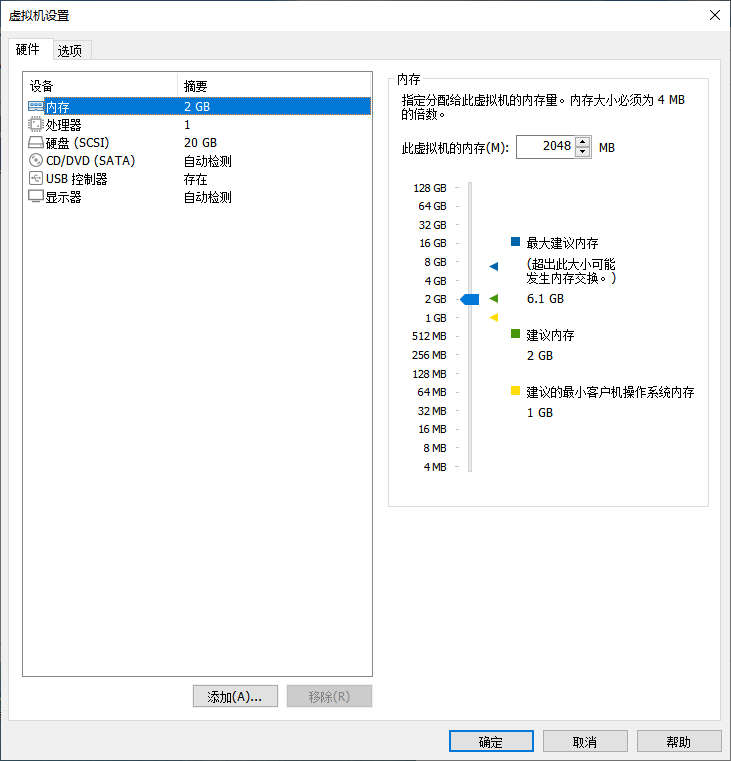 虚拟机设置
硬件 选项
设备 摘要
内存 2 GB
处理器 1
硬盘 (SCSI) 20 GB
CD/DVD (SATA) 自动检测
USB 控制器 存在
显示器 自动检测
添加(A)... 移除(R)
内存
指定分配给此虚拟机的内存量。内存大小必须为 4 MB
的倍数。
此虚拟机的内存(M): 2048 MB
128 GB
64 GB
32 GB
16 GB
8 GB
4 GB
2 GB
1 GB
512 MB
256 MB
128 MB
64 MB
32 MB
16 MB
8 MB
4 MB
最大建议内存
(超出此大小可能
发生内存交换。)
6.1 GB
建议内存
2 GB
建议的最小客户机操作系统内存
1 GB
确定 取消 帮助